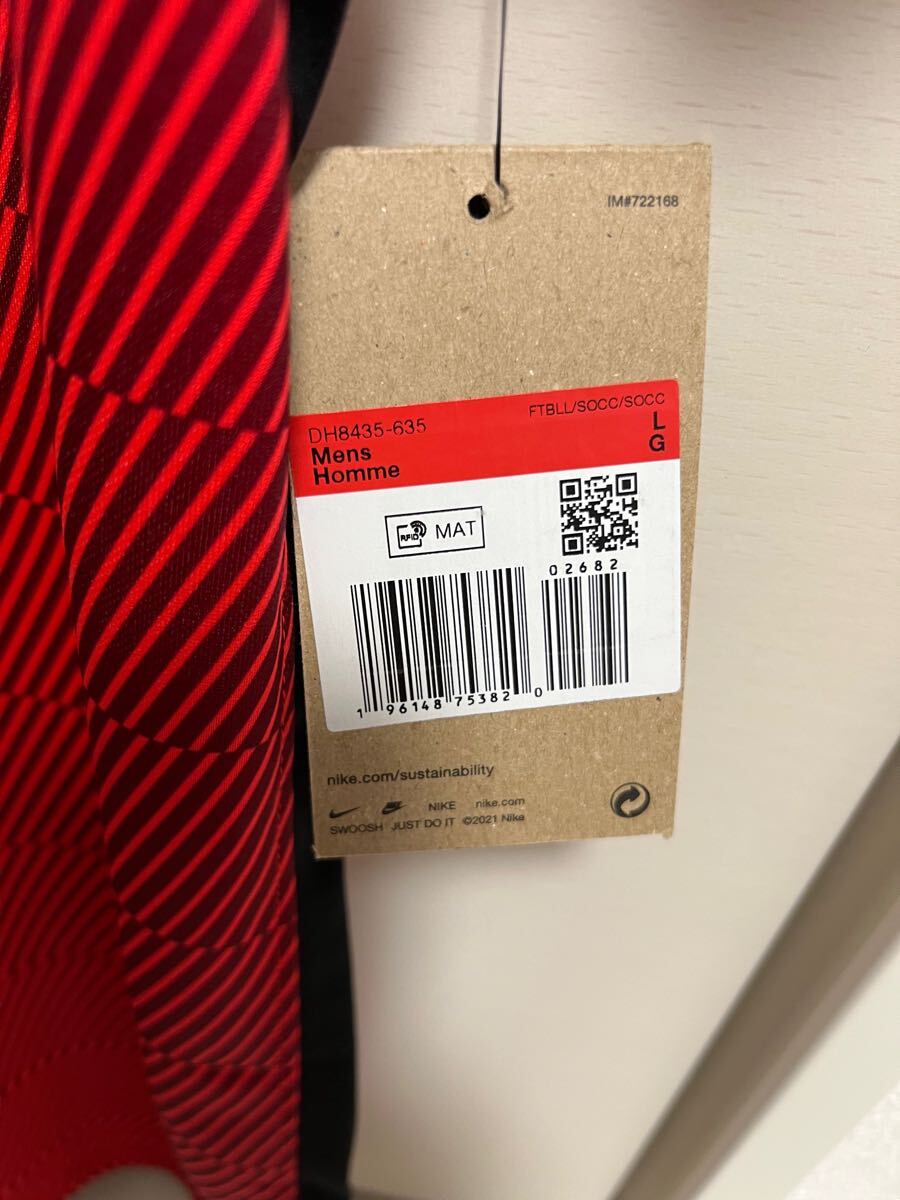 IM#722168
DH8435-635
FTBLL/SOCC/SOCC
Mens
L
Homme
G
RFID MAT
02682
1 96148 75382 0
nike.com/sustainability
NIKE nike.com
SWOOSH JUST DO IT ©2021 Nike